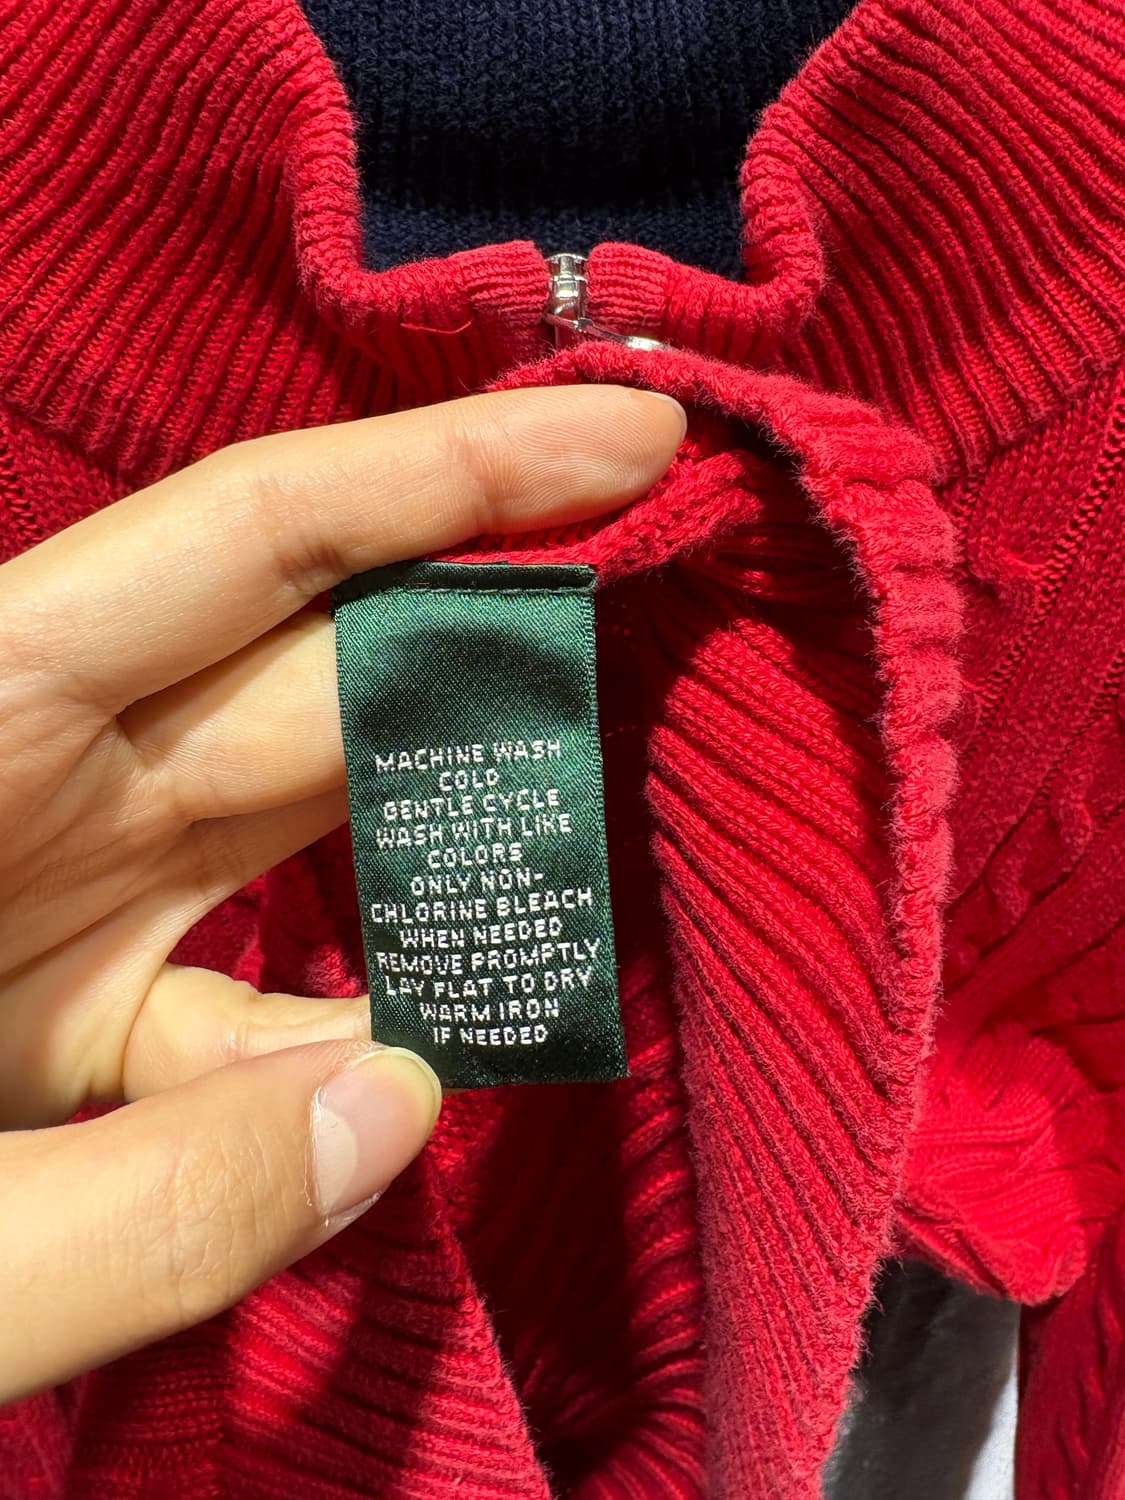 MACHINE WASH
COLD
GENTLE CYCLE
WASH WITH LIKE
COLORS
ONLY NON-
CHLORINE BLEACH
WHEN NEEDED
REMOVE PROMPTLY
LAY FLAT TO DRY
WARM IRON
IF NEEDED